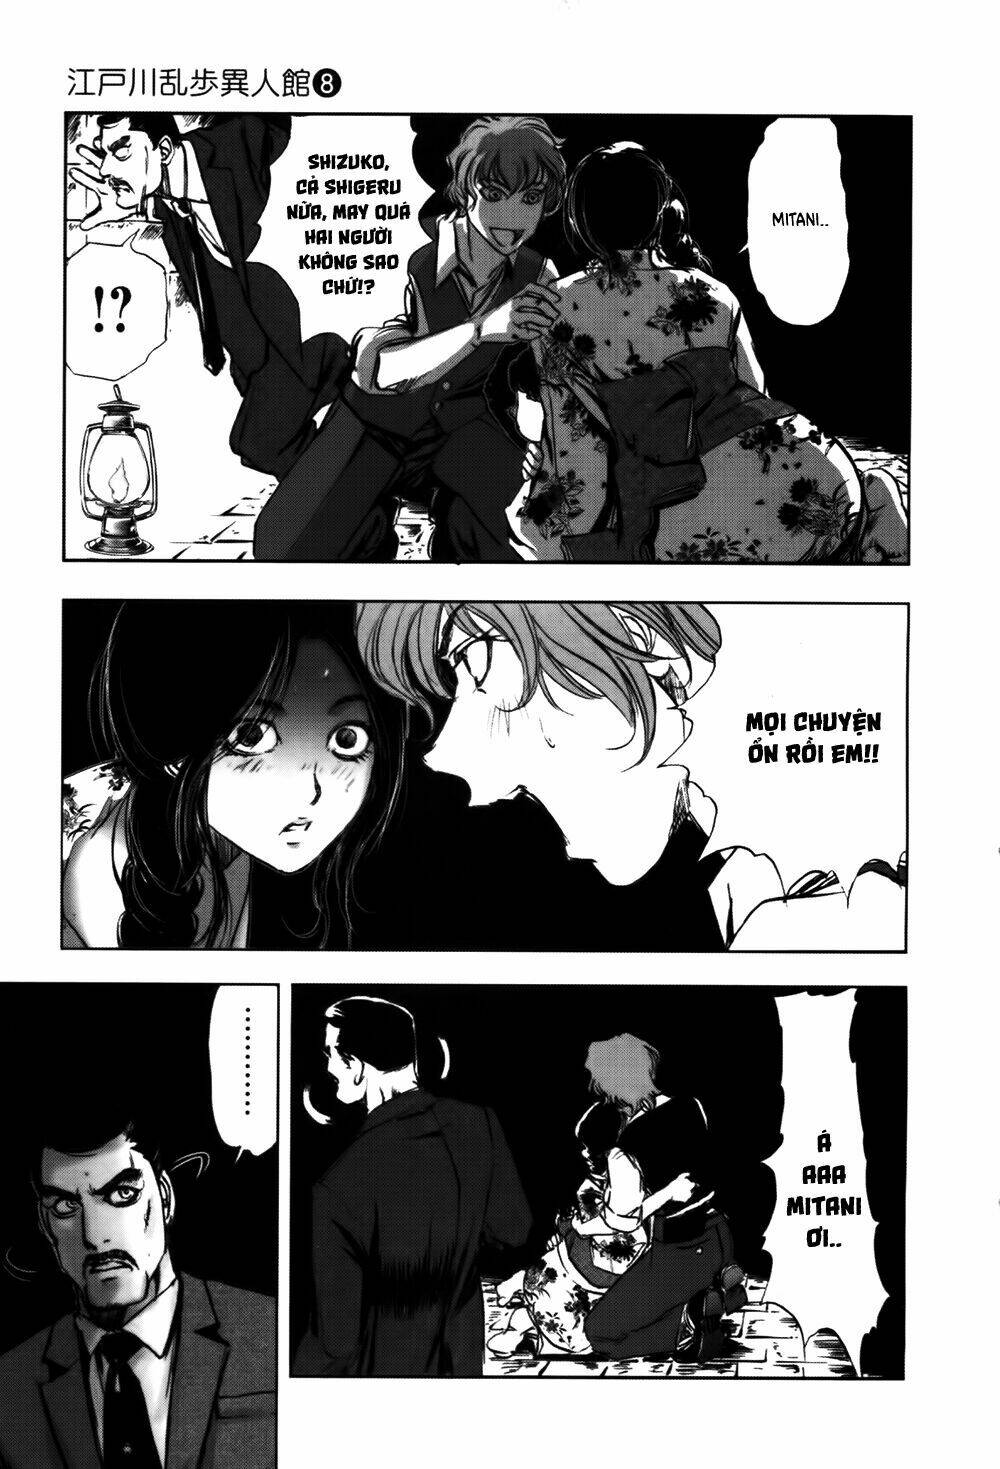 江戸川乱歩異人館❽
MITANI..
SHIZUKO,
CẢ SHIGERU
NỮA, MAY QUÁ
HAI NGƯỜI
KHÔNG SAO
CHỨ!?
!?
MỌI CHUYỆN
ỔN RỒI EM!!
Á
AAA
MITANI
ƠI..
..........